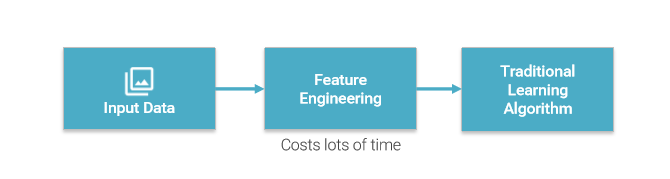 Input Data
Feature
Engineering
Costs lots of time
Traditional
Learning
Algorithm